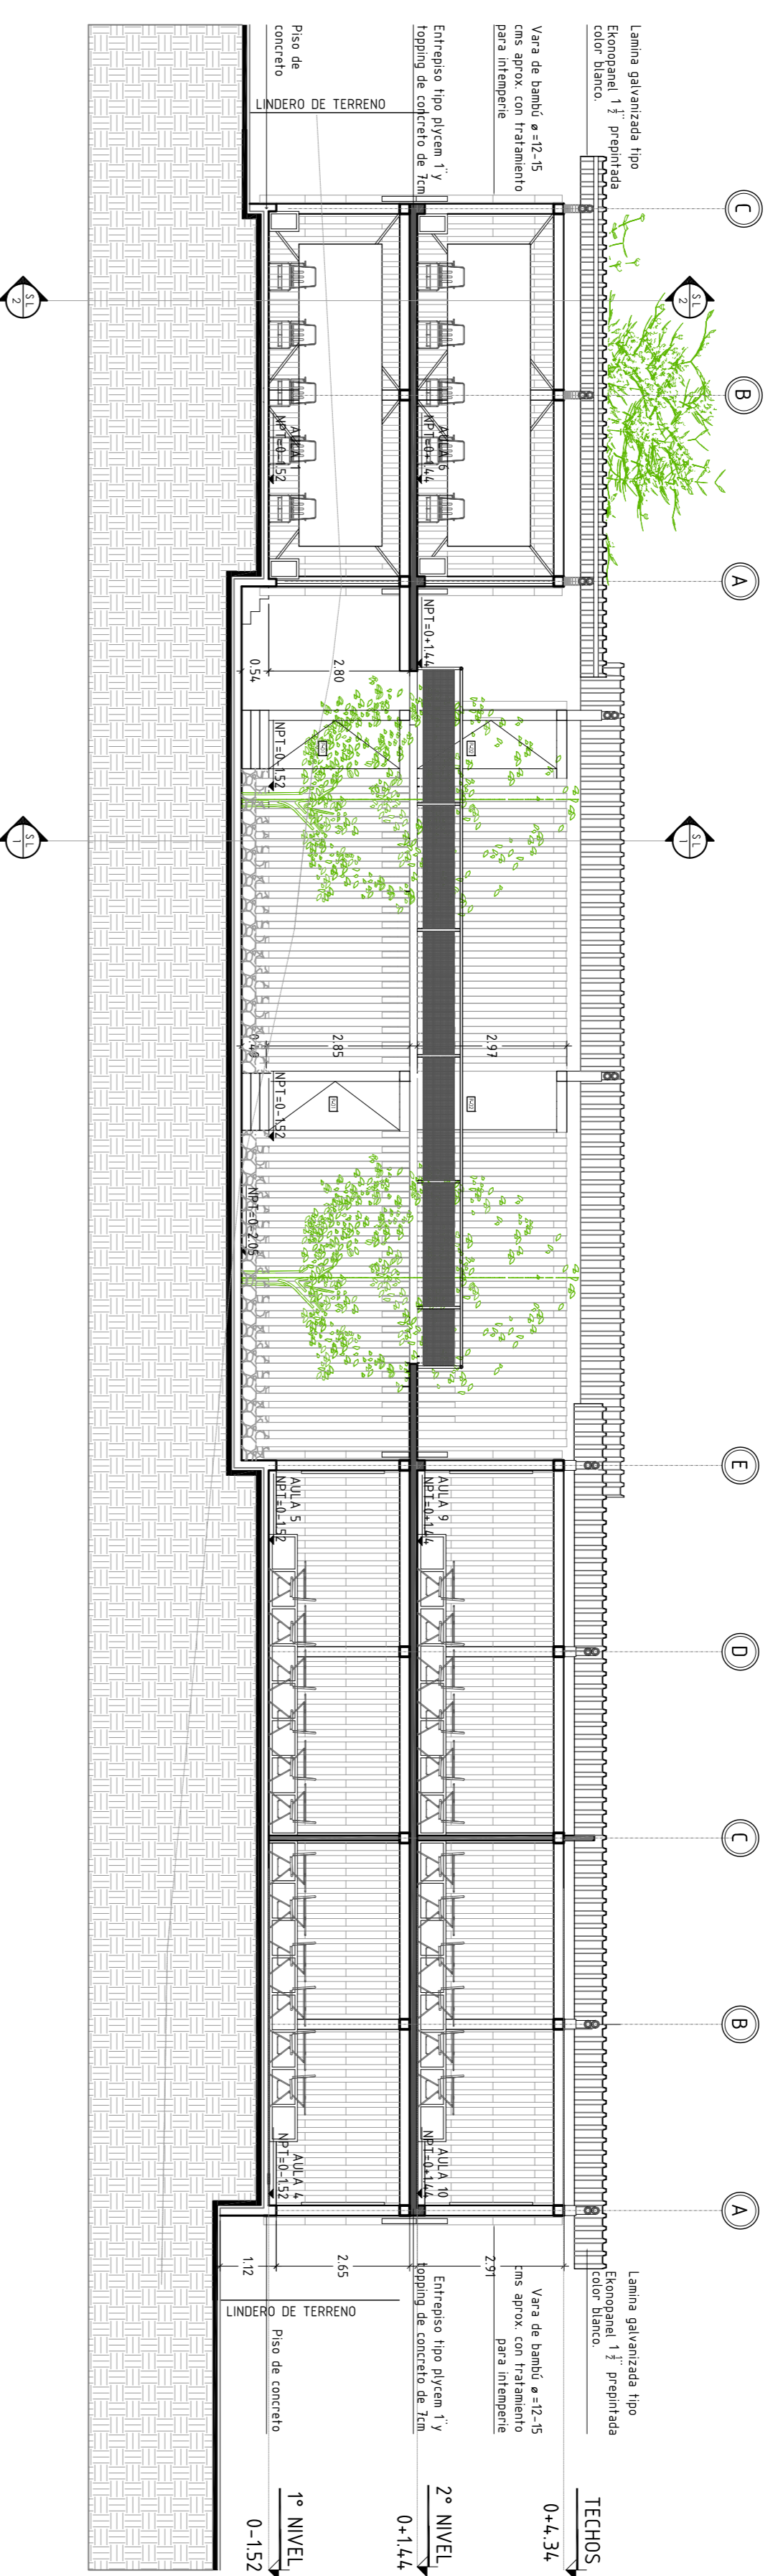 C
B
A
E
D
C
B
A
Lamina galvanizada tipo
Ekonopanel 1 1/2" prepintada
color blanco.
Vara de bambú ø =12-15
cms aprox. con tratamiento
para intemperie
Entrepiso tipo plycem 1" y
topping de concreto de 7cm
LINDERO DE TERRENO
Piso de
concreto
S.L.
2
S.L.
1
AULA 6
NPT=0+1.44
NPT=0+1.44
AULA 1
NPT=0-1.52
2.80
0.54
NPT=0-1.52
2.97
2.85
NPT=0-1.52
NPT=0-2.05
AULA 9
NPT=0+1.44
AULA 5
NPT=0-1.52
AULA 10
NPT=0+1.44
AULA 4
NPT=0-1.52
2.91
2.65
1.12
Lamina galvanizada tipo
Ekonopanel 1 1/2" prepintada
color blanco.
Vara de bambú ø =12-15
cms aprox. con tratamiento
para intemperie
Entrepiso tipo plycem 1" y
topping de concreto de 7cm
LINDERO DE TERRENO
Piso de concreto
TECHOS
0+4.34
2° NIVEL
0+1.44
1° NIVEL
0-1.52
S.L.
2
S.L.
1